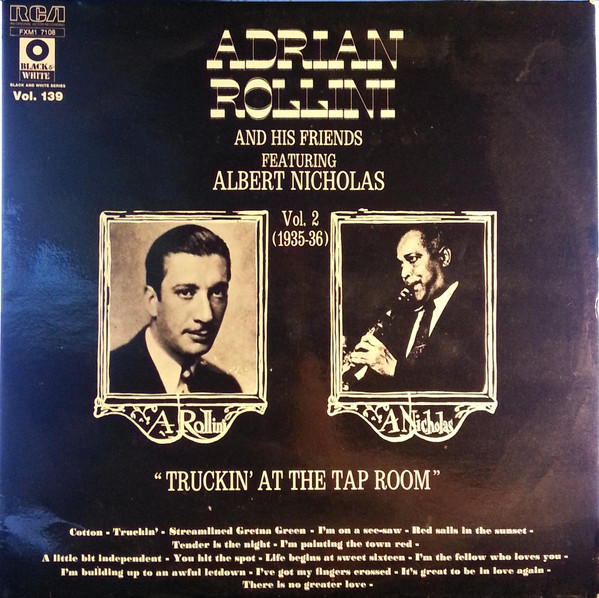 RCA
FXM1 7108
BLACK & WHITE
BLACK AND WHITE SERIES
Vol. 139
ADRIAN
ROLLINI
AND HIS FRIENDS
FEATURING
ALBERT NICHOLAS
Vol. 2
(1935-36)
A. Rollini
A. Nicholas
“TRUCKIN’ AT THE TAP ROOM”
Cotton - Truckin' - Streamlined Gretna Green - I'm on a see-saw - Red sails in the sunset -
Tender is the night - I'm painting the town red -
A little bit independent - You hit the spot - Life begins at sweet sixteen - I'm the fellow who loves you -
I'm building up to an awful letdown - I've got my fingers crossed - It's great to be in love again -
There is no greater love -